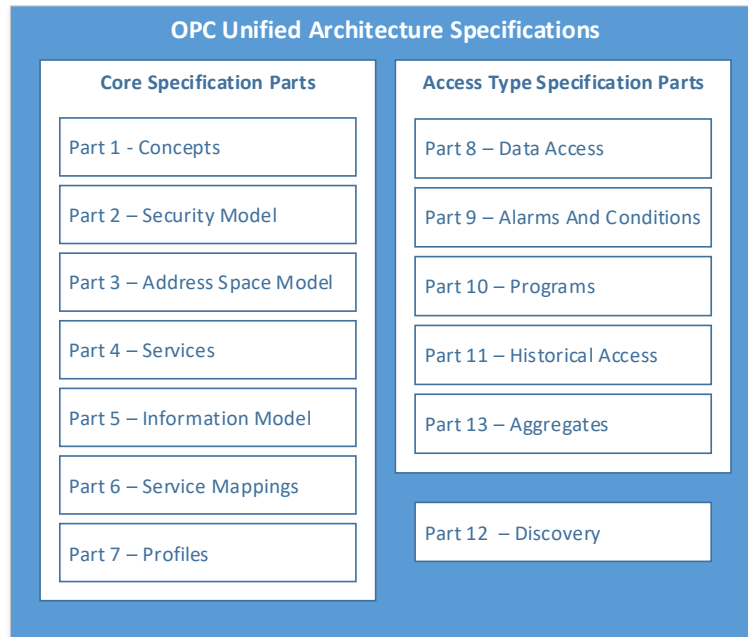 OPC Unified Architecture Specifications
Core Specification Parts
Part 1 - Concepts
Part 2 – Security Model
Part 3 – Address Space Model
Part 4 – Services
Part 5 – Information Model
Part 6 – Service Mappings
Part 7 – Profiles
Access Type Specification Parts
Part 8 – Data Access
Part 9 – Alarms And Conditions
Part 10 – Programs
Part 11 – Historical Access
Part 13 – Aggregates
Part 12 – Discovery